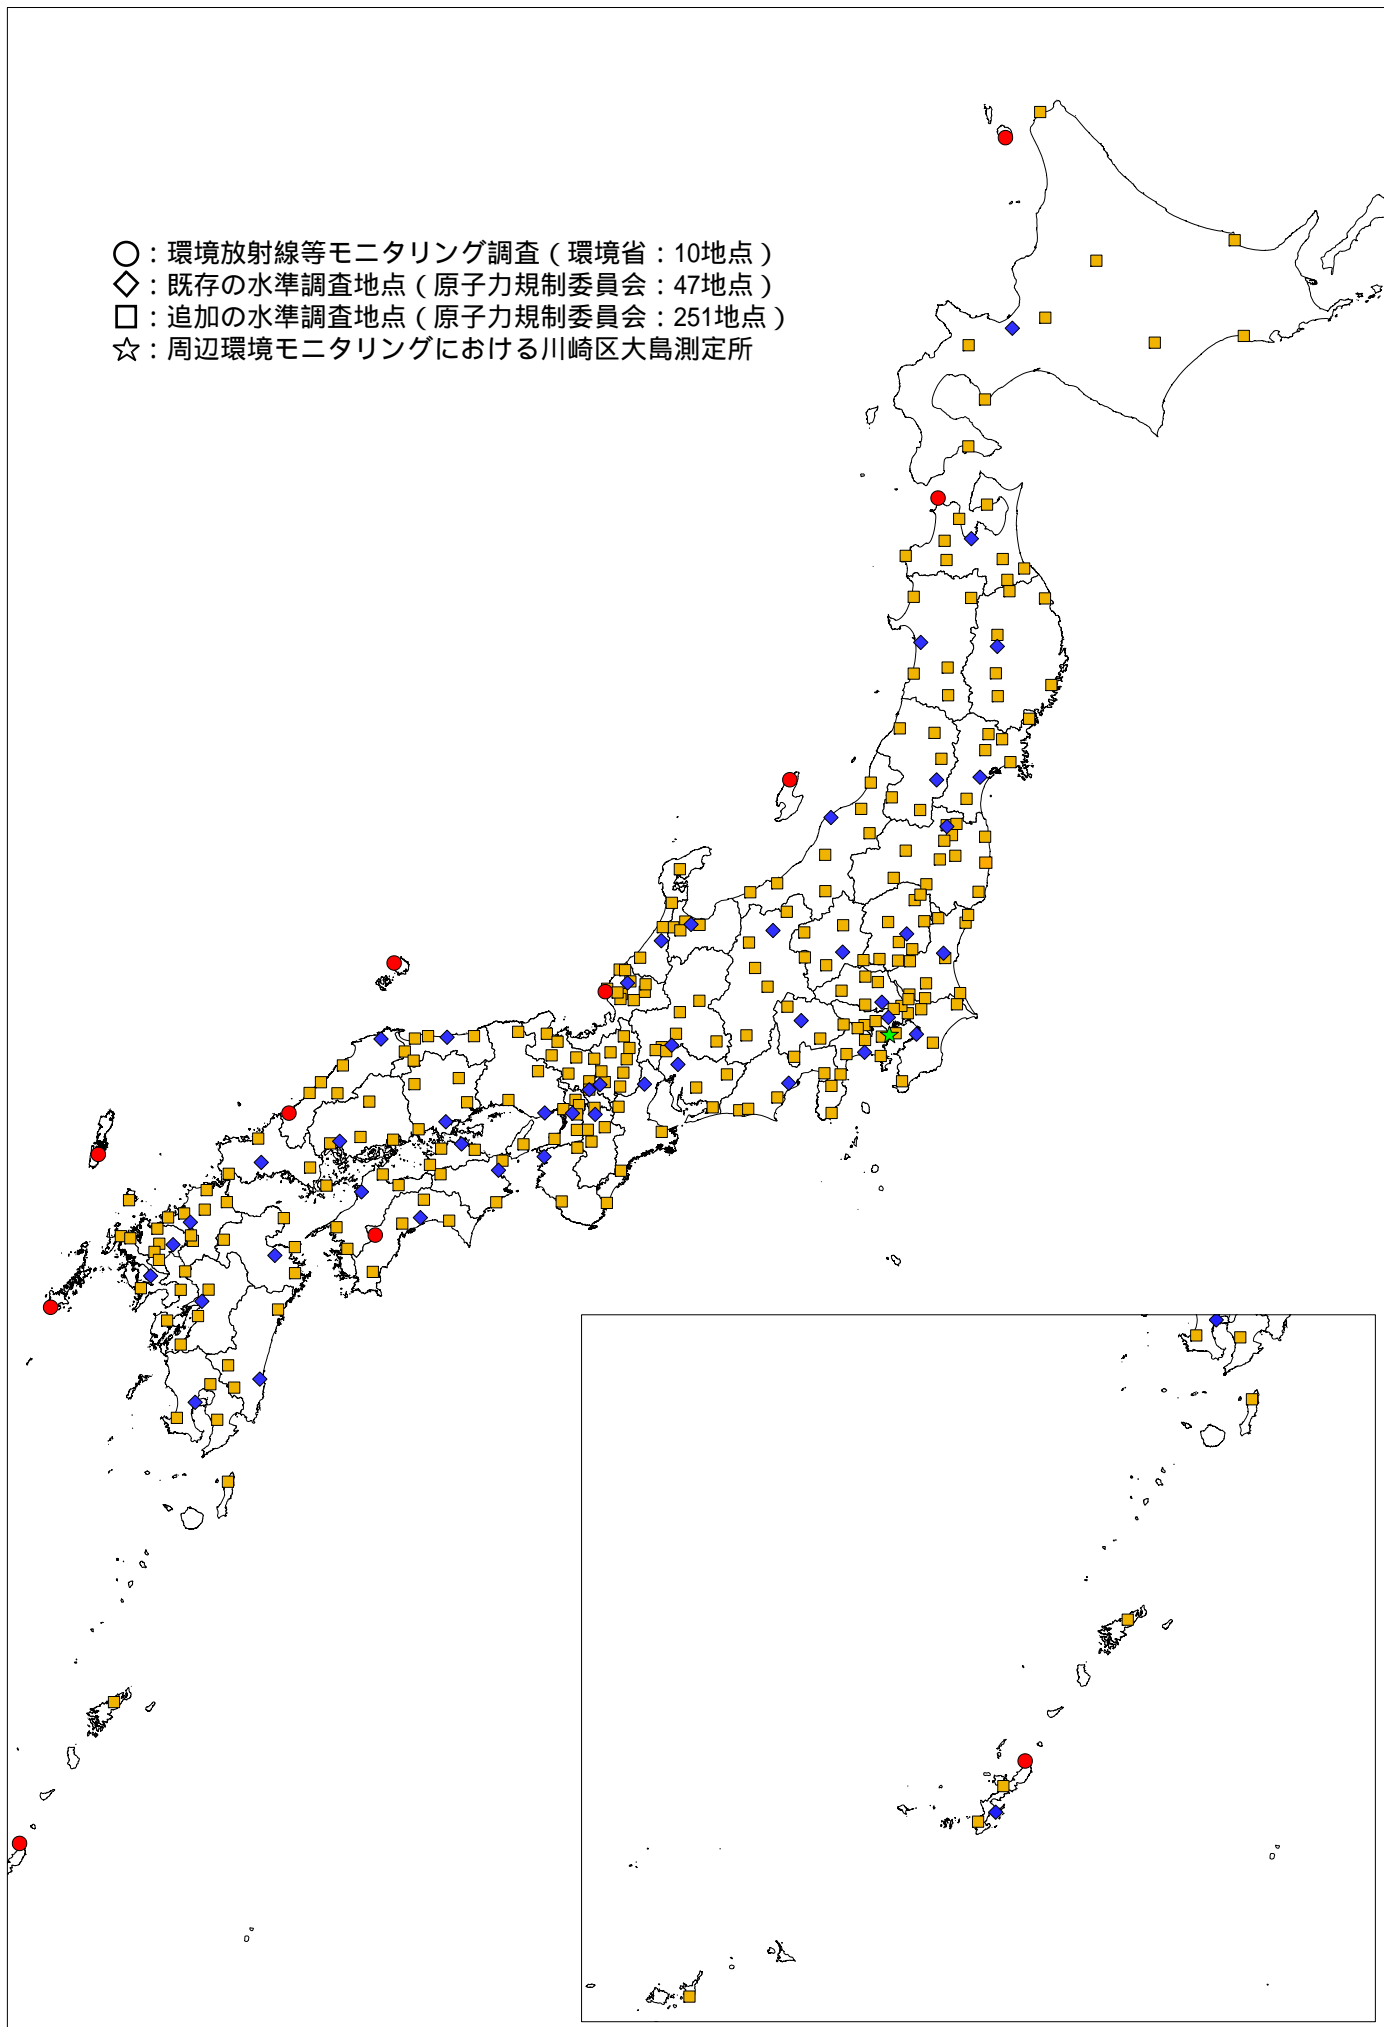 ○：環境放射線等モニタリング調査（環境省：10地点）
◇：既存の水準調査地点（原子力規制委員会：47地点）
□：追加の水準調査地点（原子力規制委員会：251地点）
☆：周辺環境モニタリングにおける川崎区大島測定所